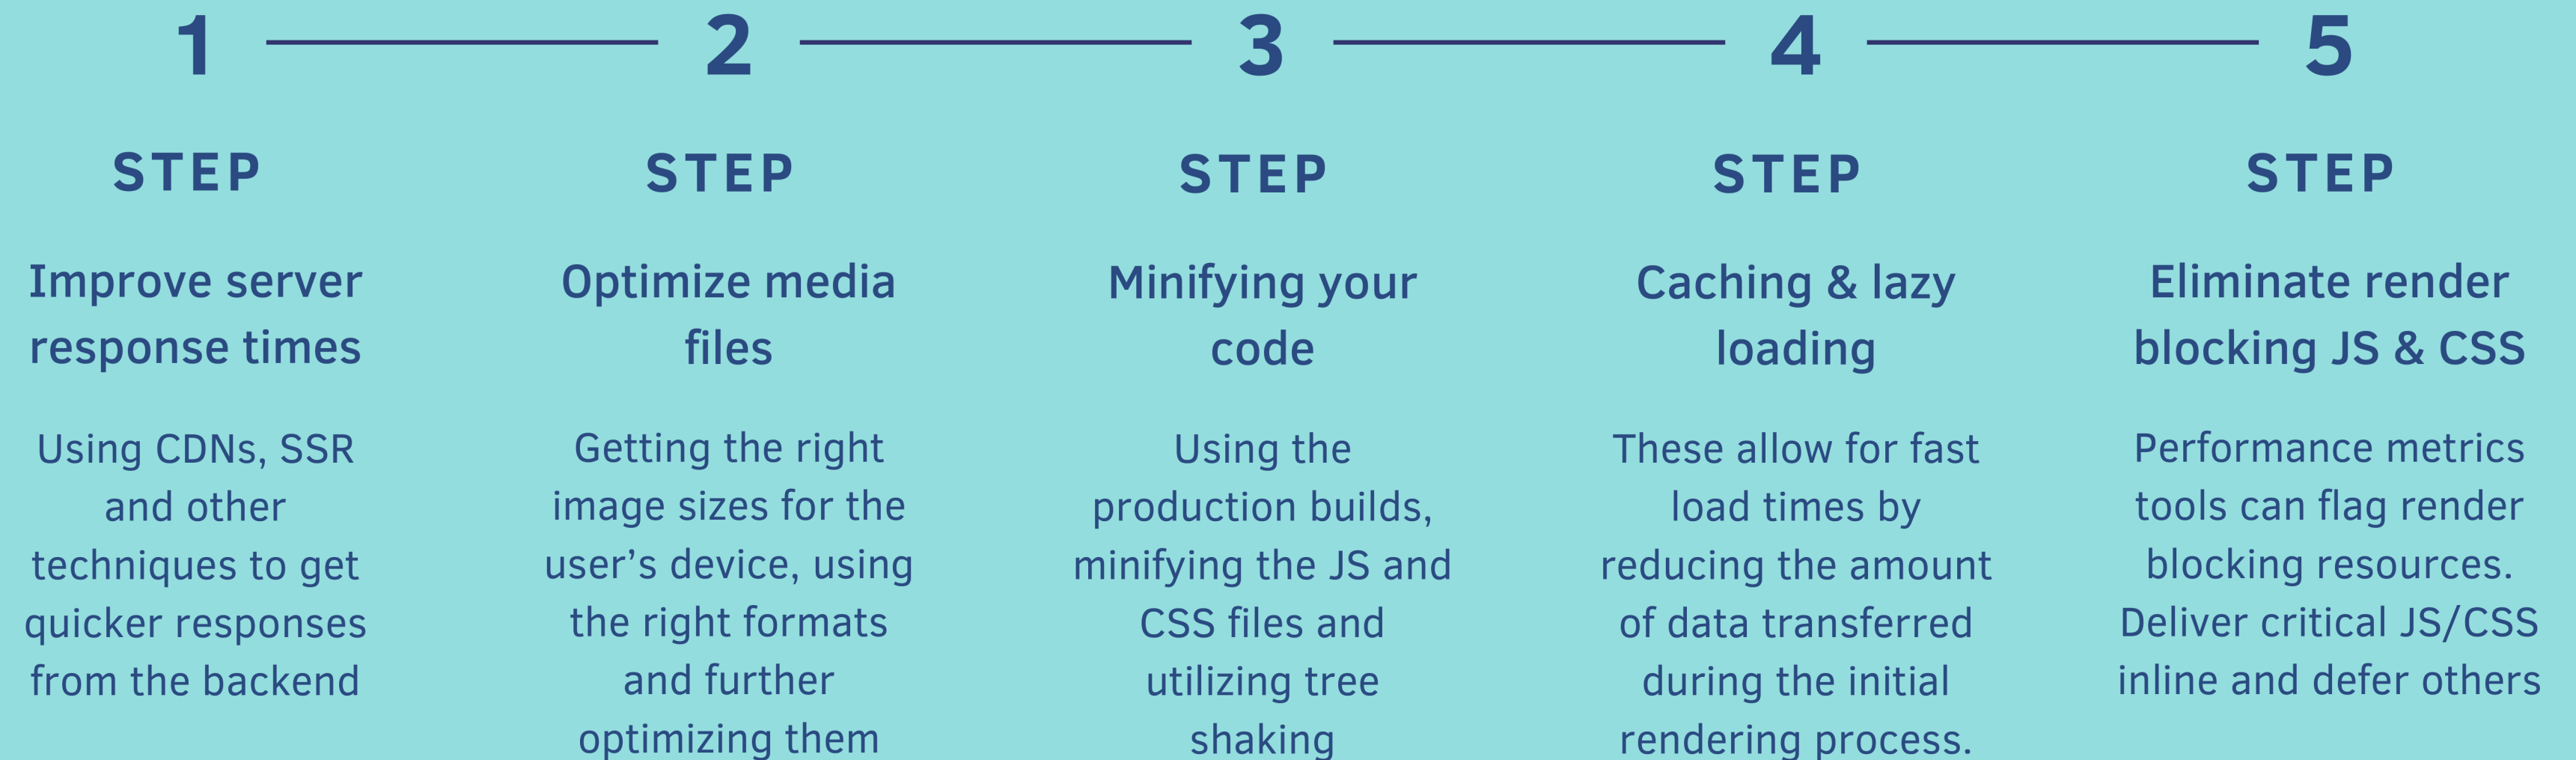 1
STEP
Improve server
response times
Using CDNs, SSR
and other
techniques to get
quicker responses
from the backend
2
STEP
Optimize media
files
Getting the right
image sizes for the
user’s device, using
the right formats
and further
optimizing them
3
STEP
Minifying your
code
Using the
production builds,
minifying the JS and
CSS files and
utilizing tree
shaking
4
STEP
Caching & lazy
loading
These allow for fast
load times by
reducing the amount
of data transferred
during the initial
rendering process.
5
STEP
Eliminate render
blocking JS & CSS
Performance metrics
tools can flag render
blocking resources.
Deliver critical JS/CSS
inline and defer others